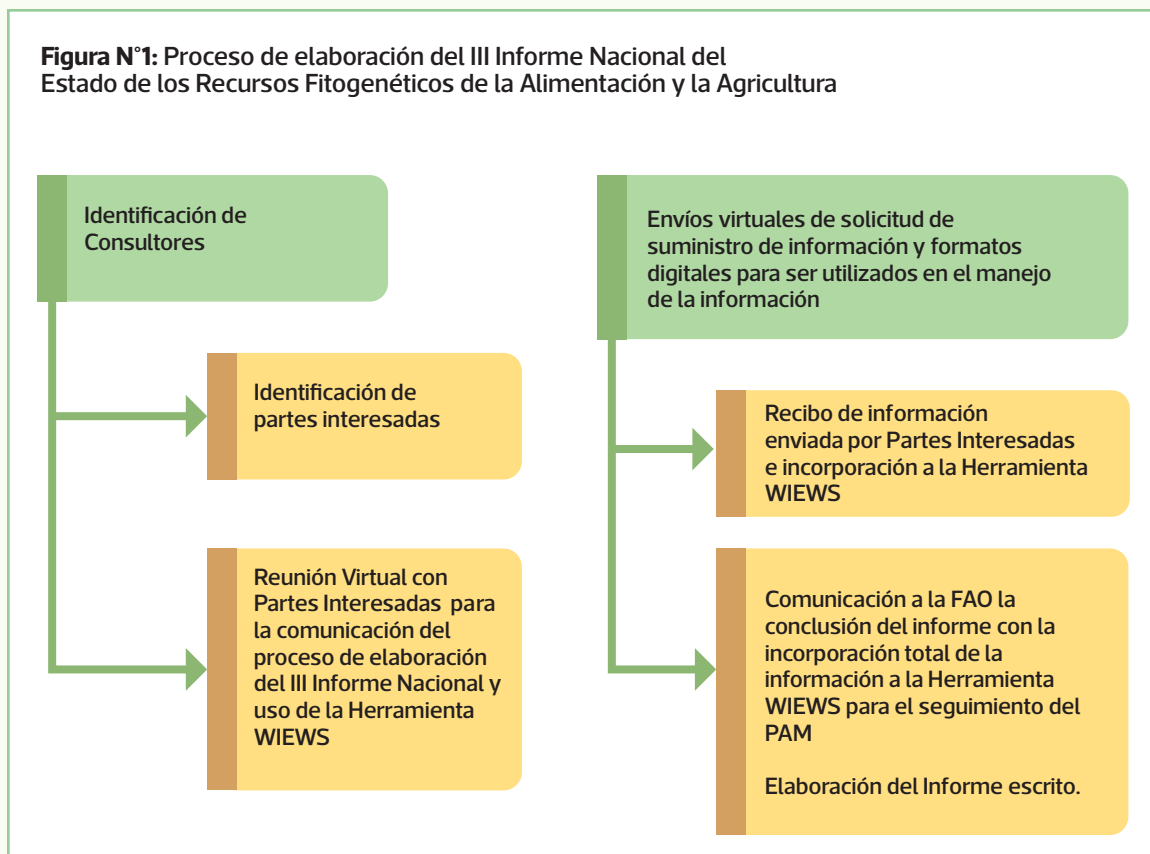 Figura N°1: Proceso de elaboración del III Informe Nacional del
Estado de los Recursos Fitogenéticos de la Alimentación y la Agricultura
Identificación de
Consultores
Identificación de
partes interesadas
Reunión Virtual con
Partes Interesadas para
la comunicación del
proceso de elaboración
del III Informe Nacional y
uso de la Herramienta
WIEWS
Envíos virtuales de solicitud de
suministro de información y formatos
digitales para ser utilizados en el manejo
de la información
Recibo de información
enviada por Partes Interesadas
e incorporación a la Herramienta
WIEWS
Comunicación a la FAO la
conclusión del informe con la
incorporación total de la
información a la Herramienta
WIEWS para el seguimiento del
PAM
Elaboración del Informe escrito.